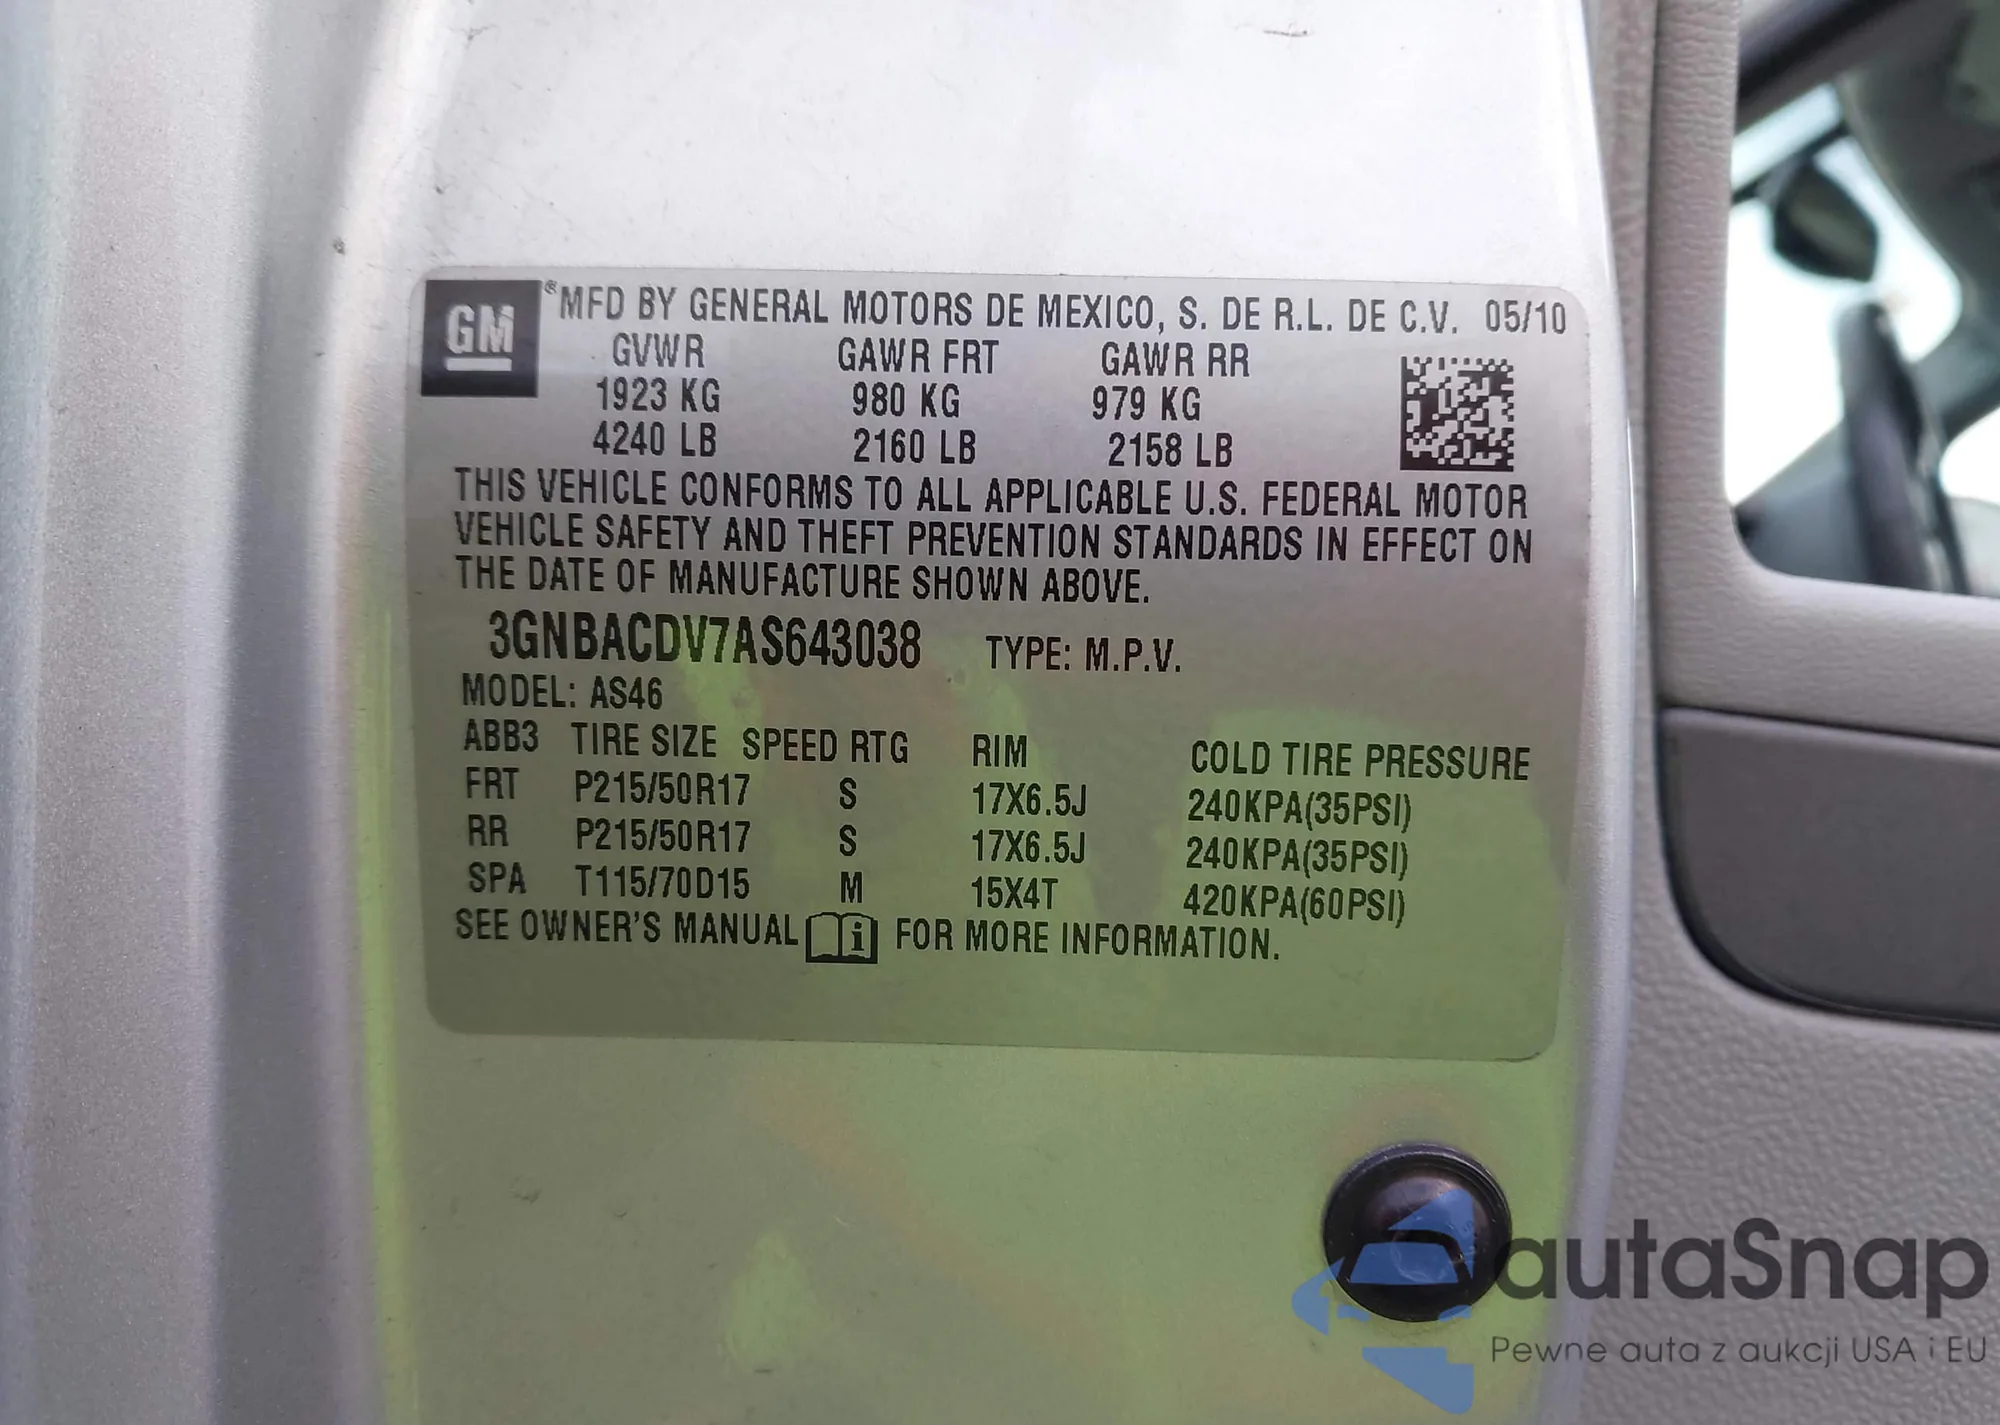 GM ® MFD BY GENERAL MOTORS DE MEXICO, S. DE R.L. DE C.V. 05/10
GVWR GAWR FRT GAWR RR
1923 KG 980 KG 979 KG
4240 LB 2160 LB 2158 LB
THIS VEHICLE CONFORMS TO ALL APPLICABLE U.S. FEDERAL MOTOR
VEHICLE SAFETY AND THEFT PREVENTION STANDARDS IN EFFECT ON
THE DATE OF MANUFACTURE SHOWN ABOVE.
3GNBACDV7AS643038 TYPE: M.P.V.
MODEL: AS46
ABB3 TIRE SIZE SPEED RTG RIM COLD TIRE PRESSURE
FRT P215/50R17 S 17X6.5J 240KPA(35PSI)
RR P215/50R17 S 17X6.5J 240KPA(35PSI)
SPA T115/70D15 M 15X4T 420KPA(60PSI)
SEE OWNER'S MANUAL i FOR MORE INFORMATION.
autaSnap
Pewne auta z aukcji USA i EU